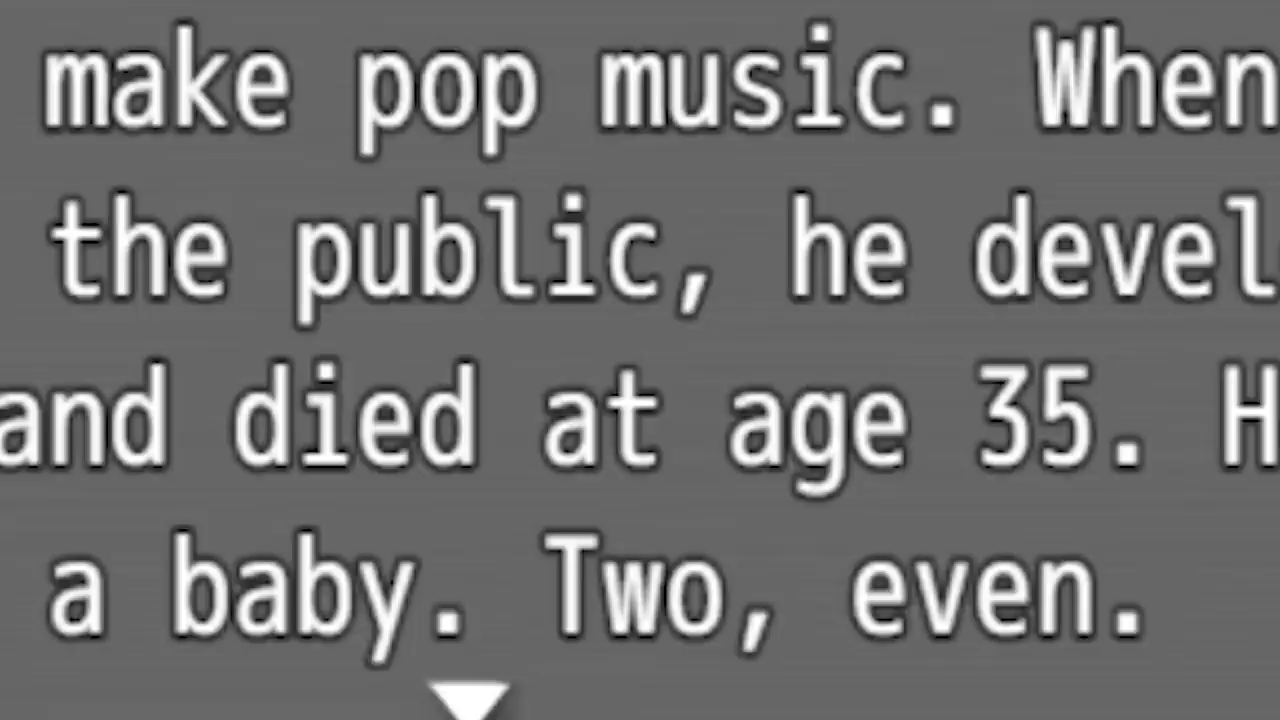 make pop music. When
the public, he devel
and died at age 35. H
a baby. Two, even.